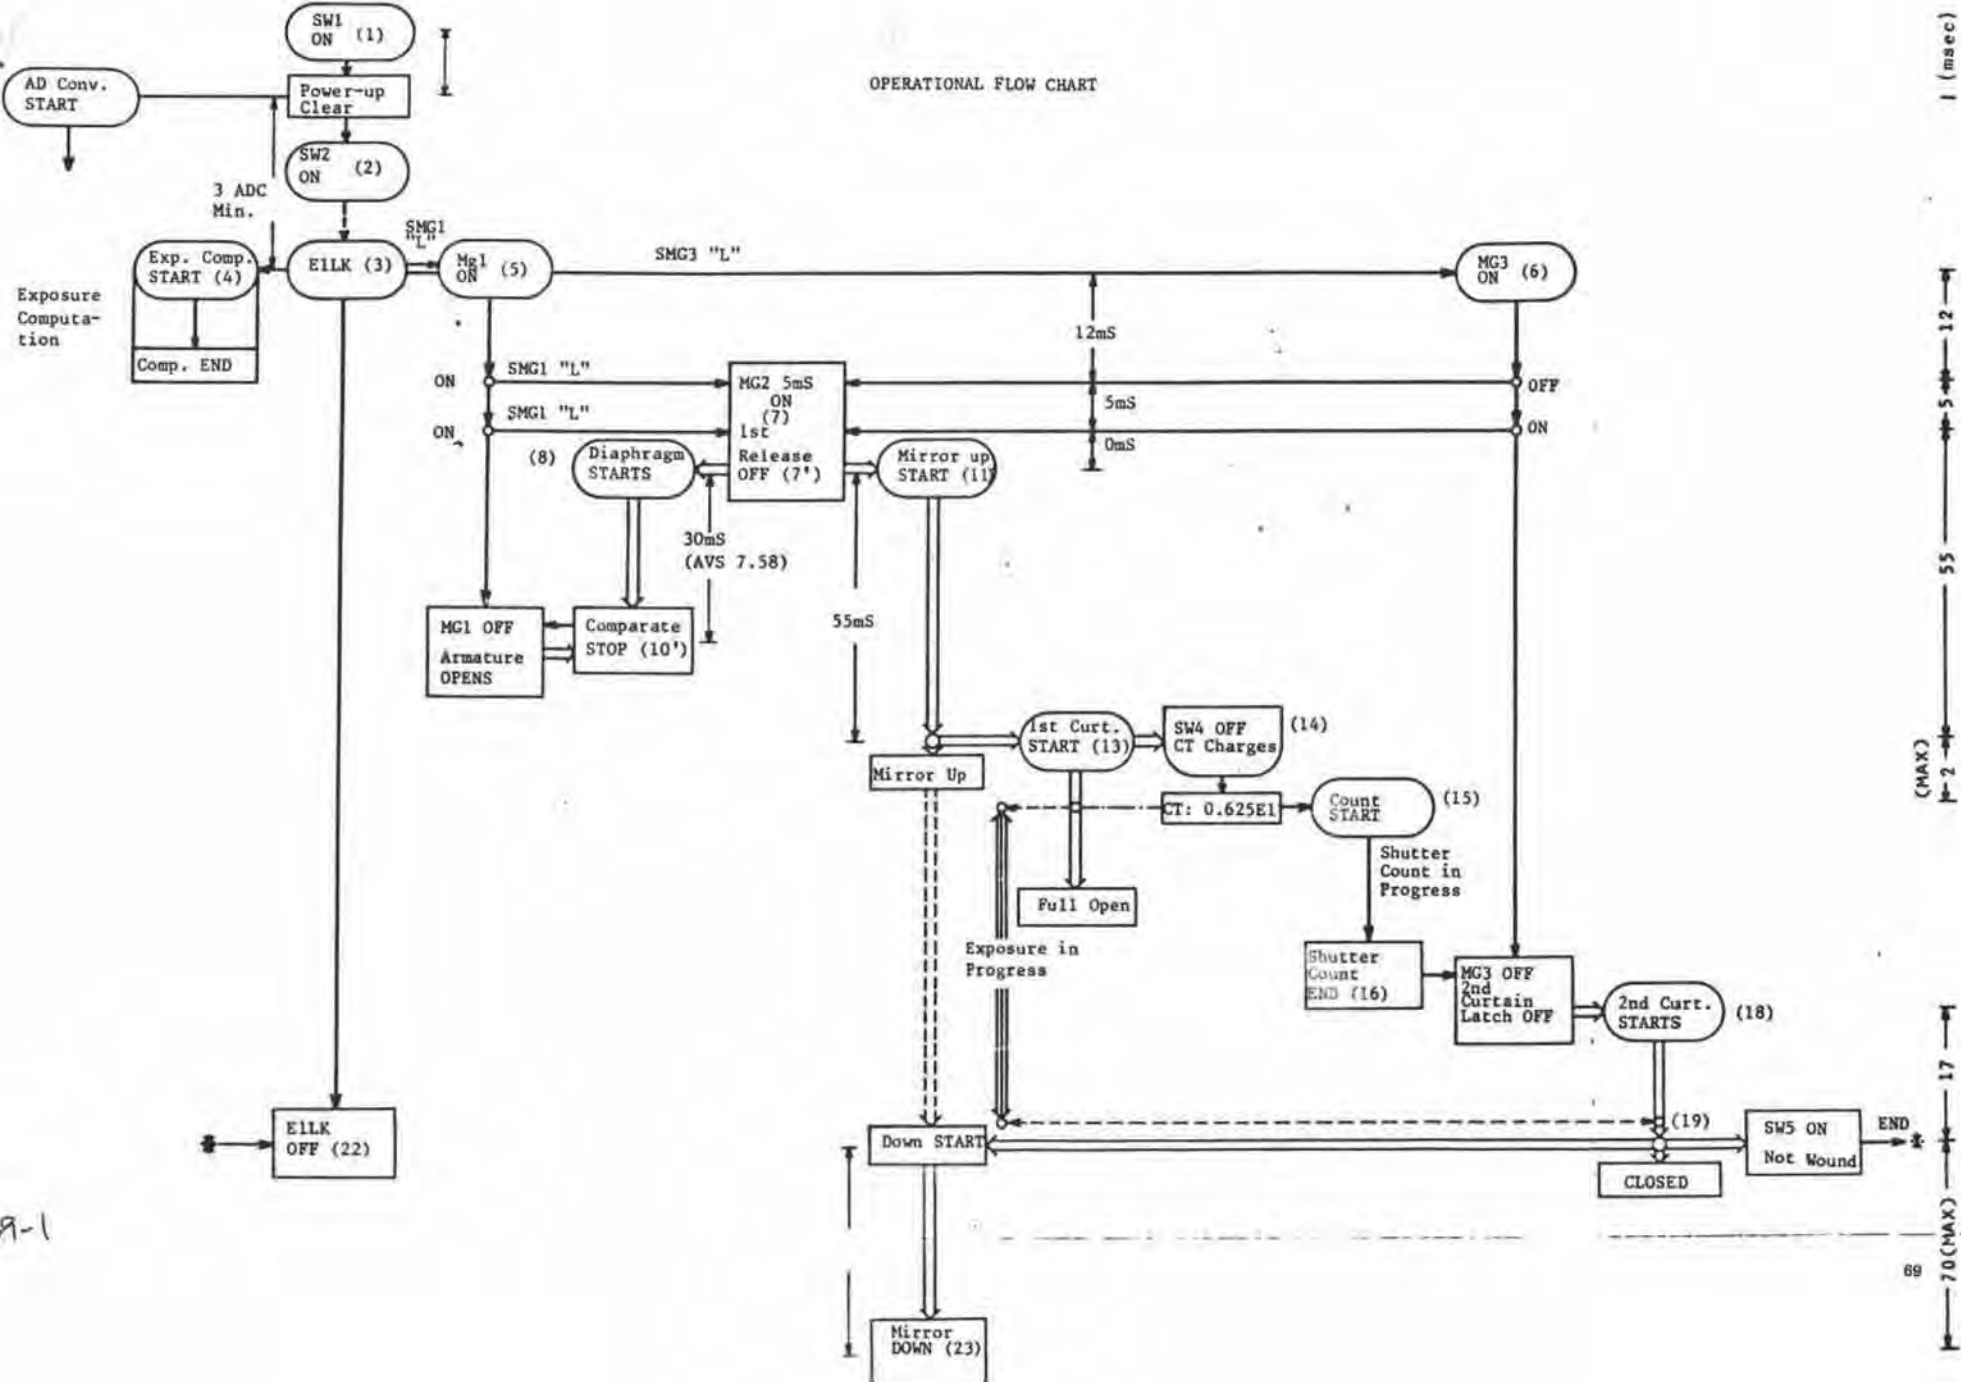 OPERATIONAL FLOW CHART
1 (msec)
SW1
ON (1)
AD Conv.
START
Power-up
Clear
SW2
ON (2)
3 ADC
Min.
Exp. Comp.
START (4)
E1LK (3)
SMG1
"L"
Mg1
ON (5)
SMG3 "L"
MG3
ON (6)
Exposure
Computa-
tion
Comp. END
12mS
12
ON
SMG1 "L"
MG2 5mS
ON
(7)
OFF
5mS
5
ON
SMG1 "L"
1st
Release
OFF (7')
ON
0mS
(8)
Diaphragm
STARTS
Mirror up
START (11)
30mS
(AVS 7.58)
55mS
55
MG1 OFF
Armature
OPENS
Comparate
STOP (10')
1st Curt.
START (13)
SW4 OFF
CT Charges
(14)
Mirror Up
(MAX)
2
CT: 0.625E1
Count
START
(15)
Shutter
Count in
Progress
Full Open
Exposure in
Progress
Shutter
Count
END (16)
MG3 OFF
2nd
Curtain
Latch OFF
2nd Curt.
STARTS
(18)
17
E1LK
OFF (22)
Down START
(19)
SW5 ON
Not Wound
END
CLOSED
70(MAX)
9-1
69
Mirror
DOWN (23)